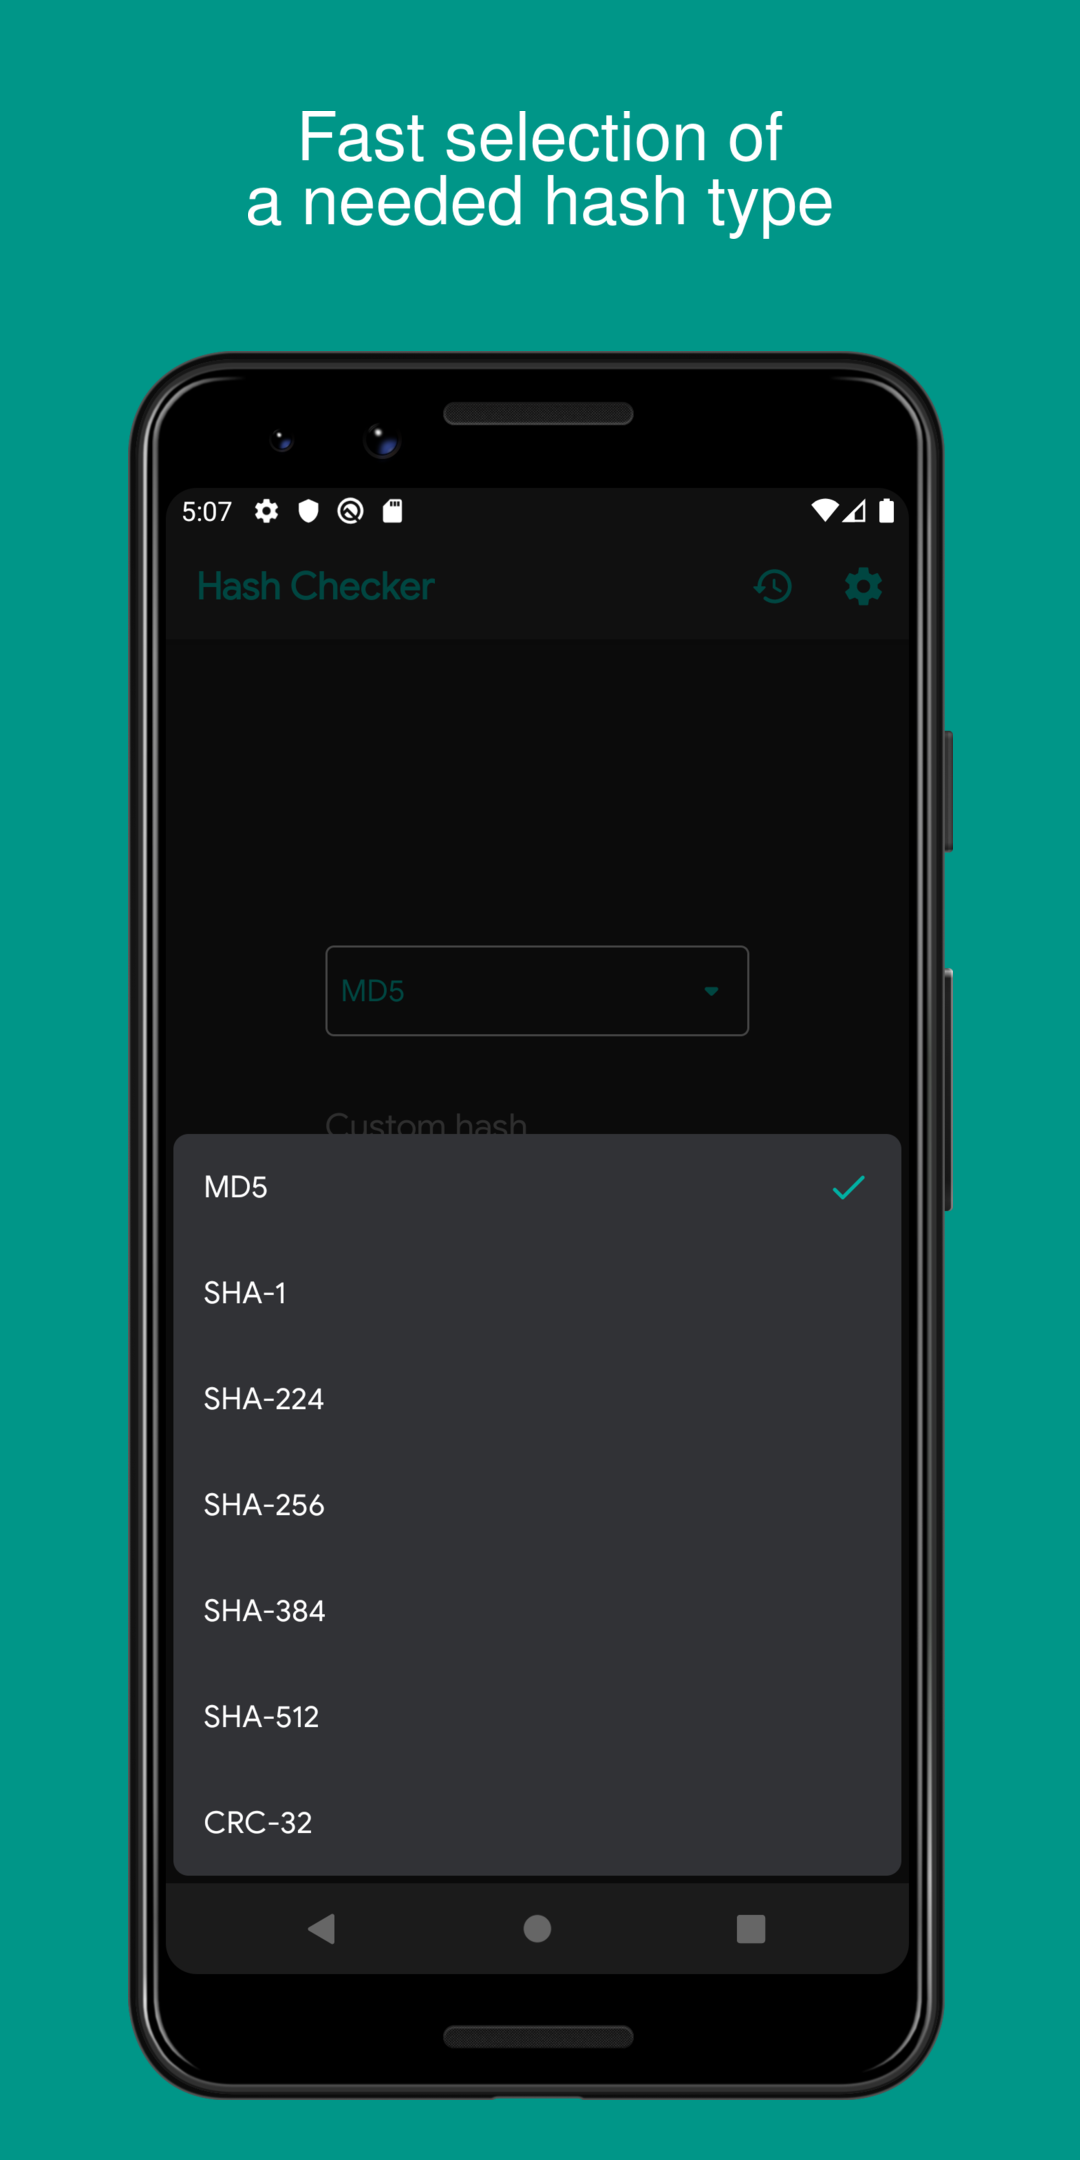 Fast selection of
a needed hash type
5:07
Hash Checker
MD5
Custom hash
MD5
SHA-1
SHA-224
SHA-256
SHA-384
SHA-512
CRC-32